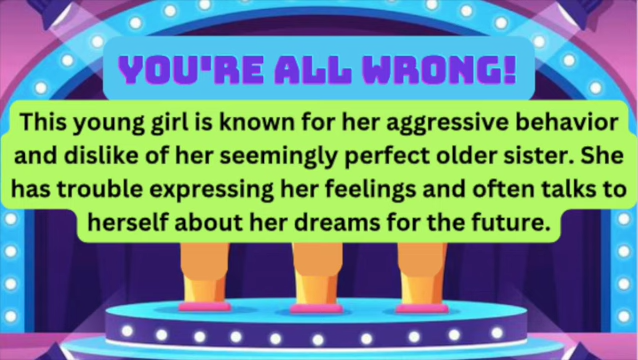 YOU'RE ALL WRONG!
This young girl is known for her aggressive behavior
and dislike of her seemingly perfect older sister. She
has trouble expressing her feelings and often talks to
herself about her dreams for the future.